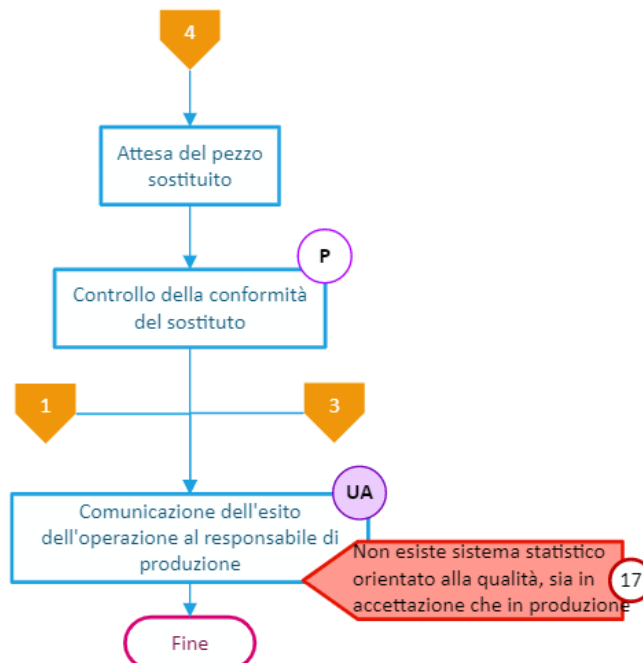 4
Attesa del pezzo
sostituito
P
Controllo della conformità
del sostituto
1
3
UA
Comunicazione dell'esito
dell'operazione al responsabile di
produzione
Non esiste sistema statistico
orientato alla qualità, sia in
accettazione che in produzione
17
Fine